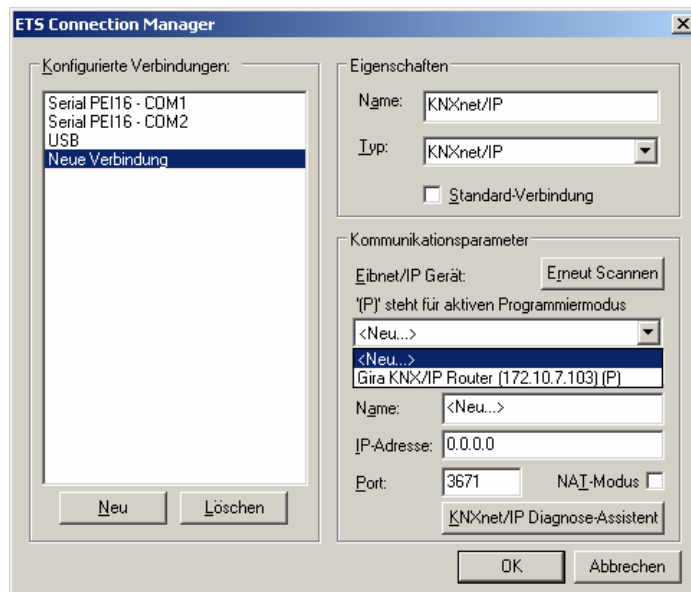 ETS Connection Manager
Konfigurierte Verbindungen:
Serial PEI16 - COM1
Serial PEI16 - COM2
USB
Neue Verbindung
Neu
Löschen
Eigenschaften
Name:
KNXnet/IP
Typ:
KNXnet/IP
Standard-Verbindung
Kommunikationsparameter
Eibnet/IP Gerät:
Erneut Scannen
'(P)' steht für aktiven Programmiermodus
<Neu...>
<Neu...>
Gira KNX/IP Router (172.10.7.103) (P)
Name:
<Neu...>
IP-Adresse:
0.0.0.0
Port:
3671
NAT-Modus
KNXnet/IP Diagnose-Assistent
OK
Abbrechen